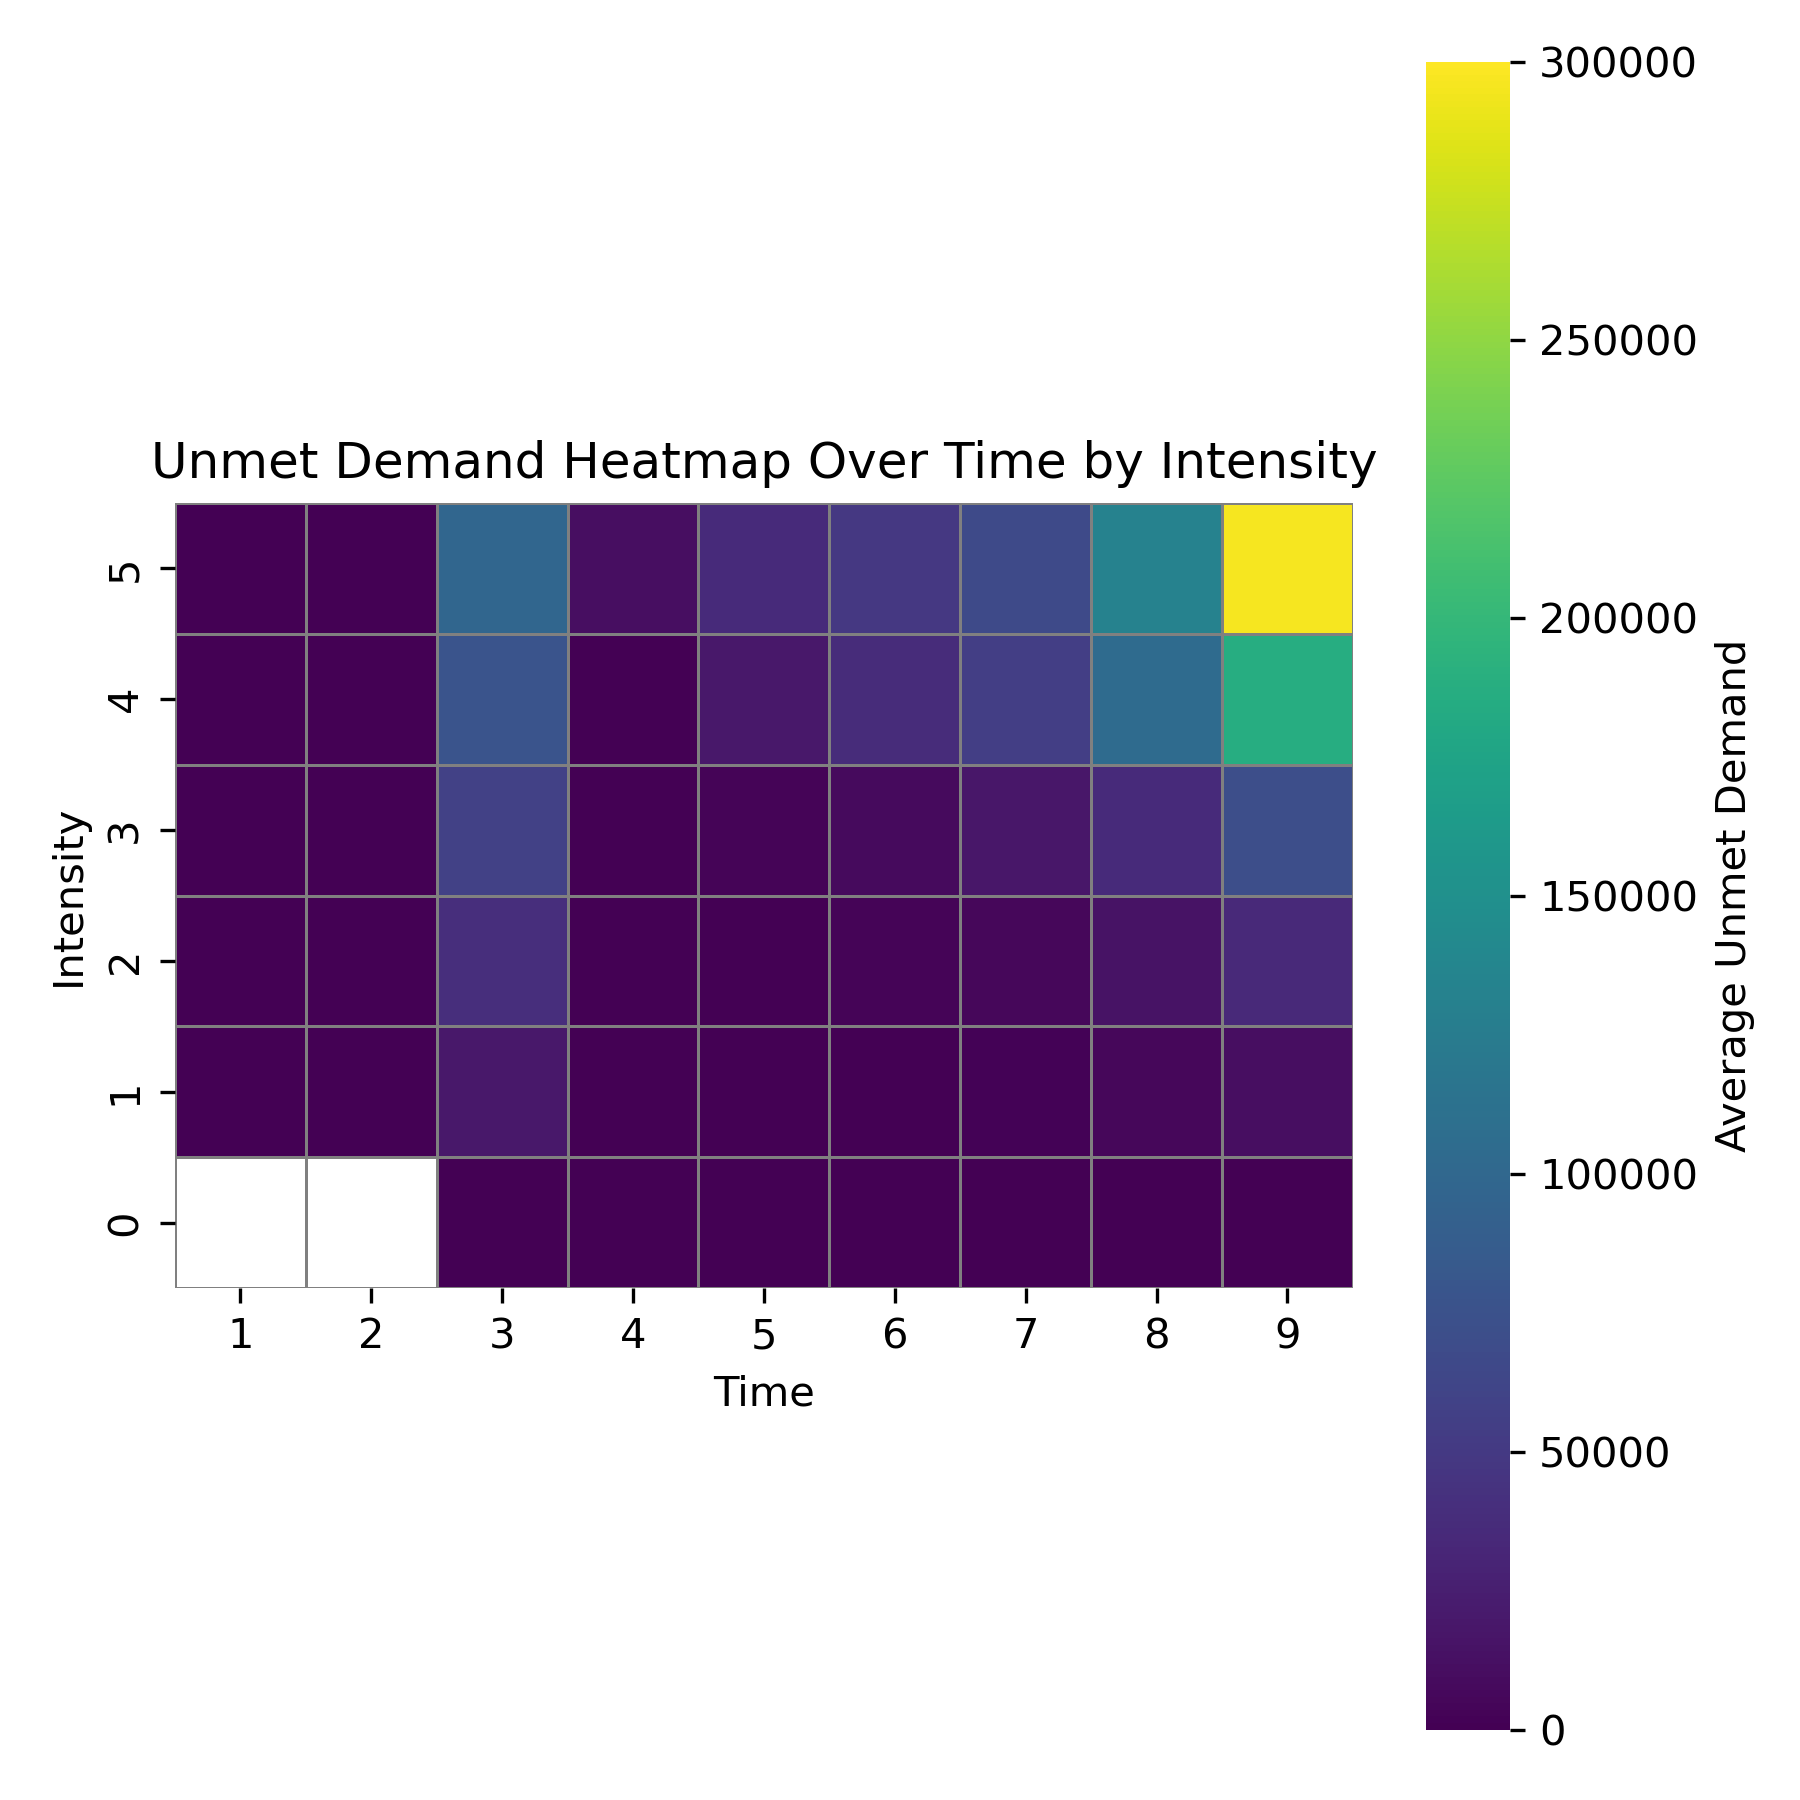 Unmet Demand Heatmap Over Time by Intensity
Intensity
5
4
3
2
1
0
1 2 3 4 5 6 7 8 9
Time
300000
250000
200000
150000
100000
50000
0
Average Unmet Demand